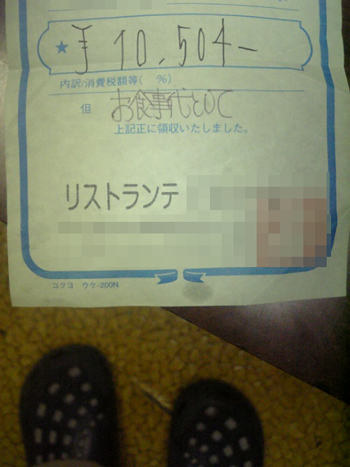 ★ ¥10,504-
内訳/消費税額等( %)
但 お食事代として
上記正に領収いたしました。
リストランテ
コクヨ ウケ-200N